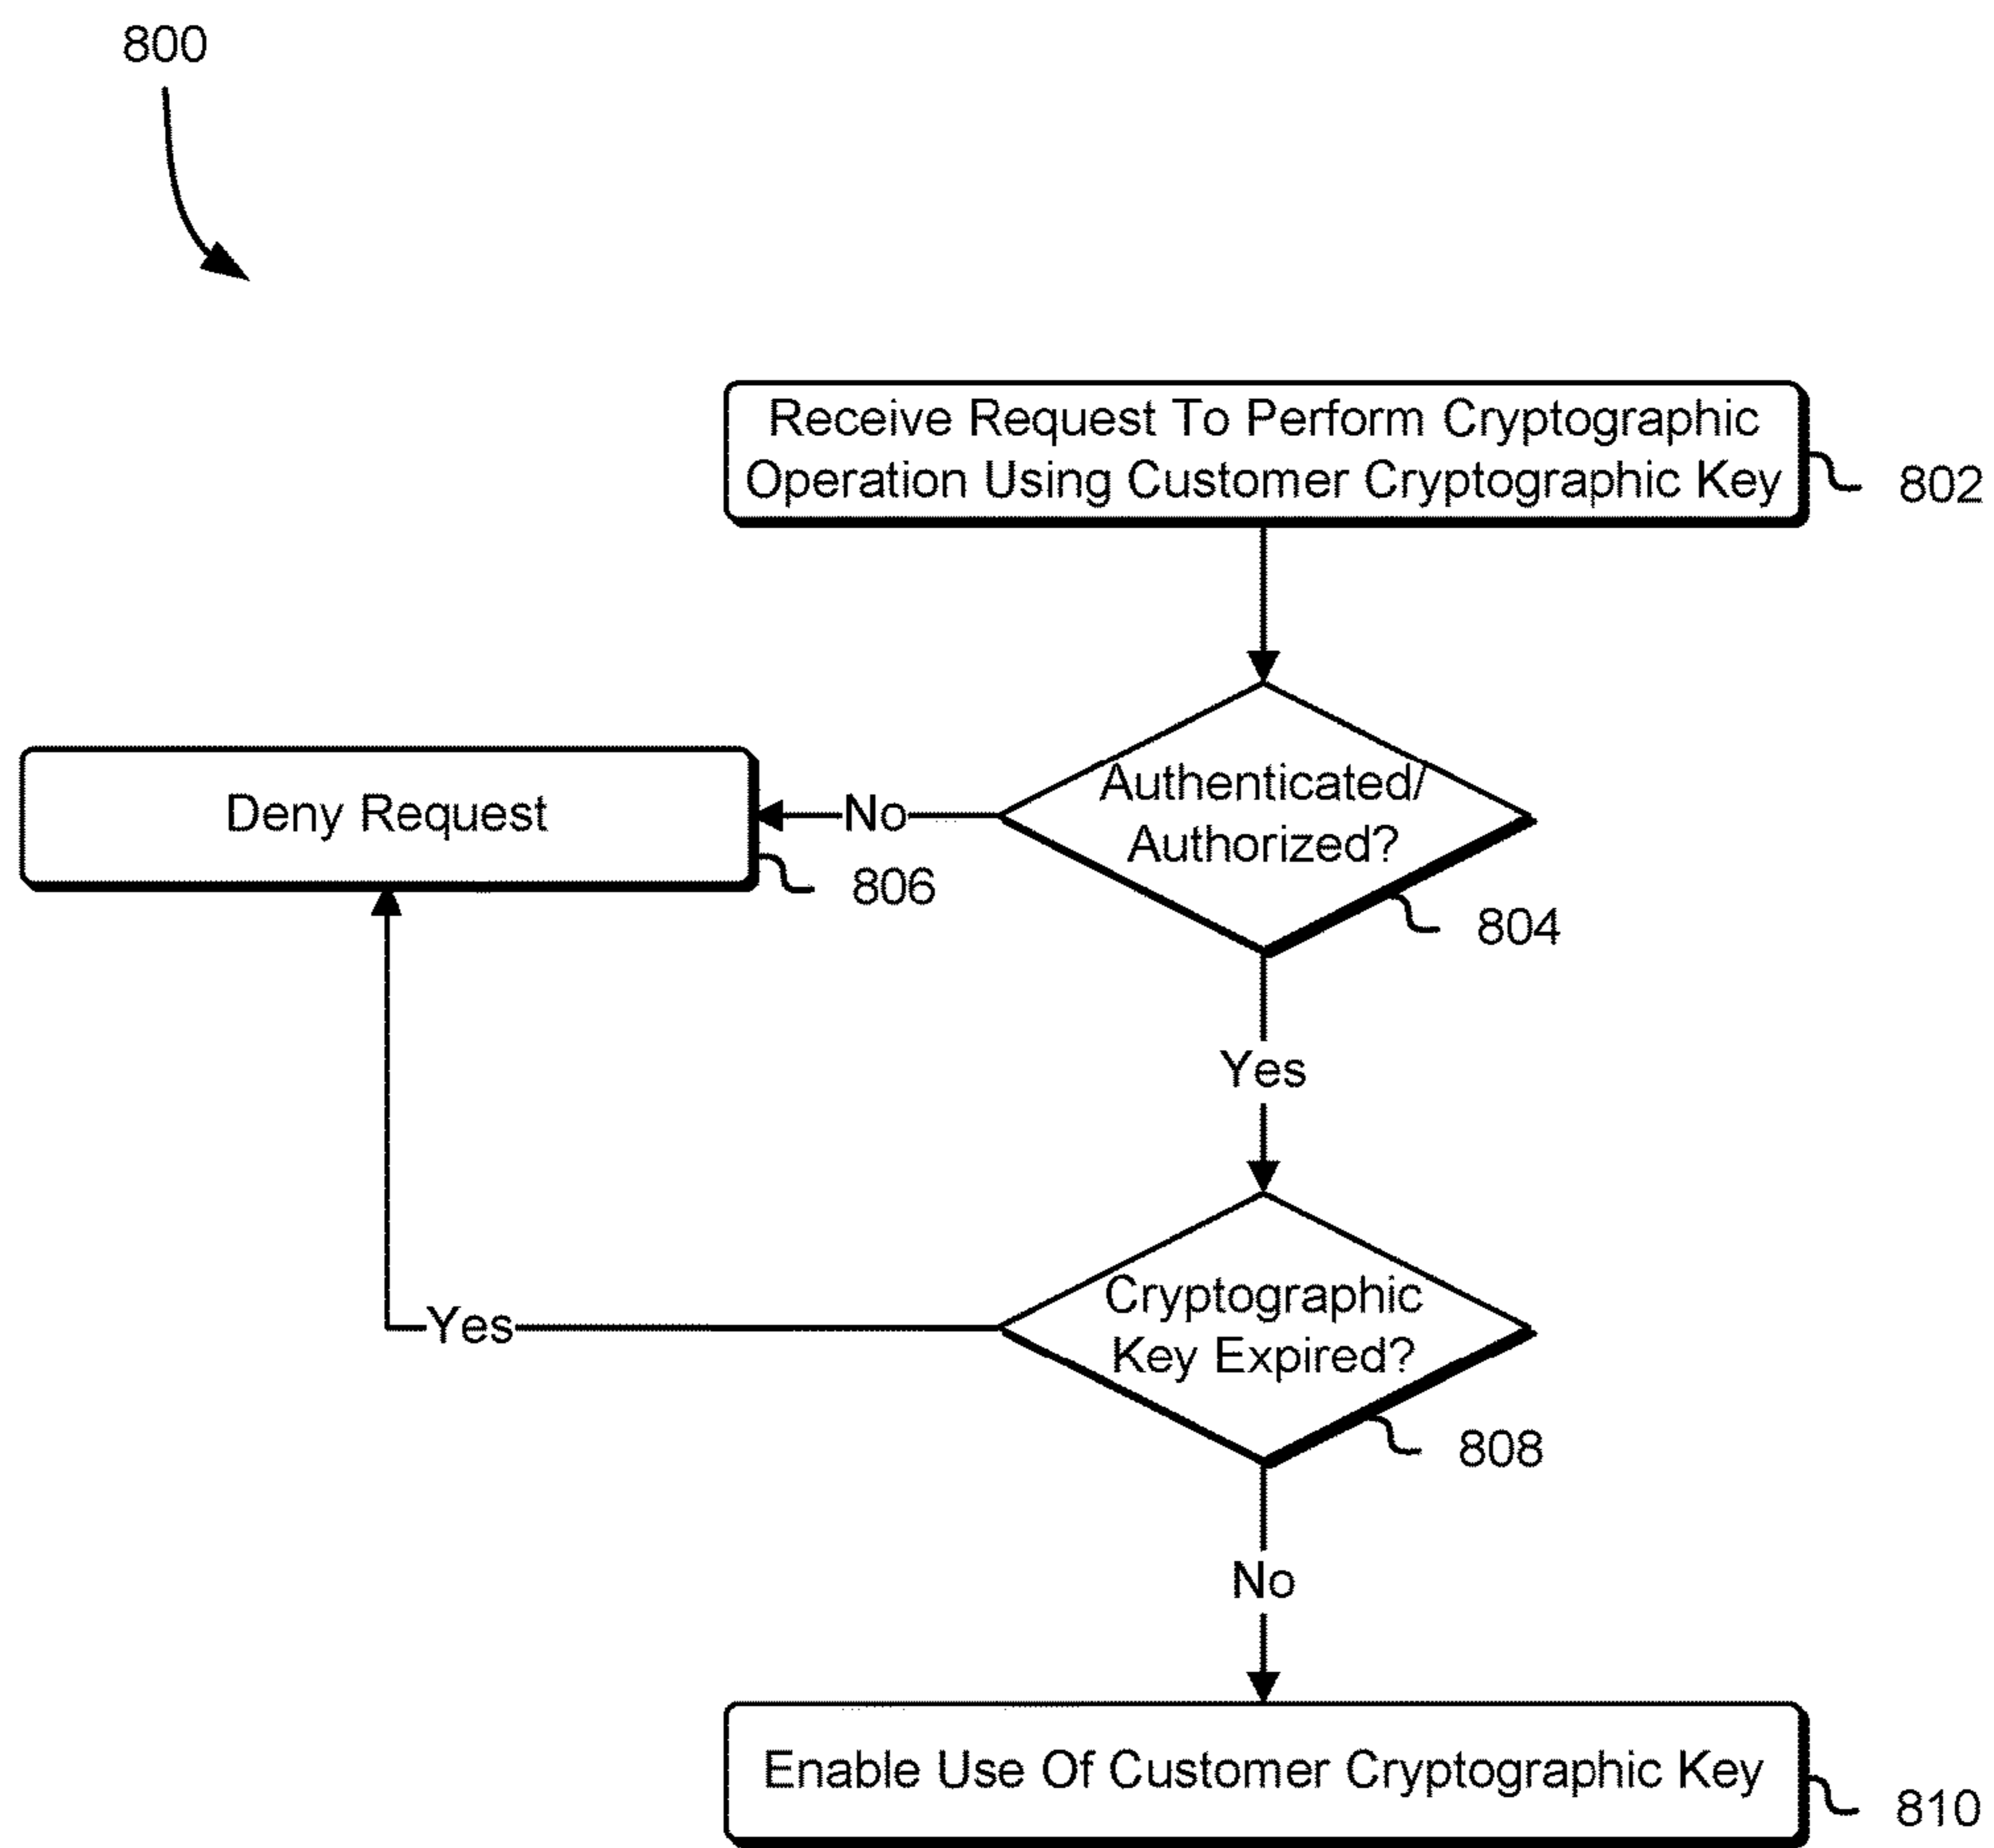 800
Receive Request To Perform Cryptographic
Operation Using Customer Cryptographic Key
802
Authenticated/
Authorized?
804
No
Deny Request
806
Yes
Cryptographic
Key Expired?
808
Yes
No
Enable Use Of Customer Cryptographic Key
810